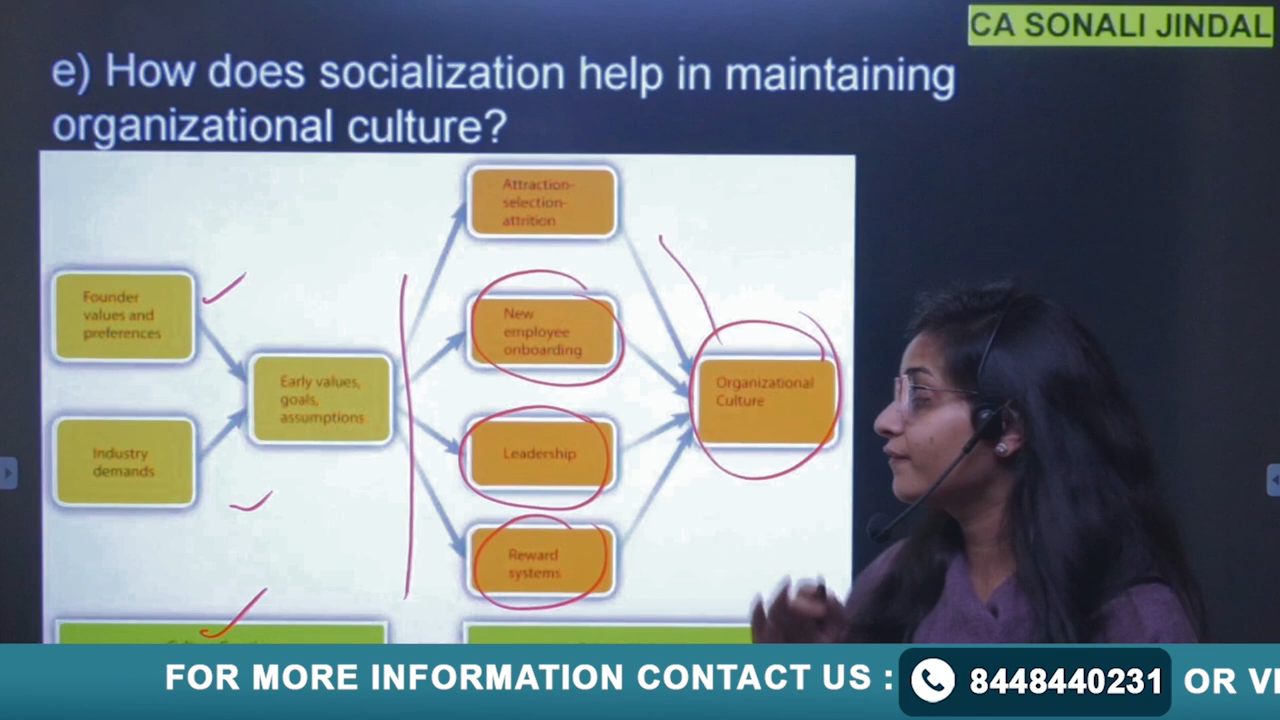 CA SONALI JINDAL
e) How does socialization help in maintaining
organizational culture?
Attraction-
selection-
attrition
Founder
values and
preferences
New
employee
onboarding
Early values,
goals,
assumptions
Organizational
Culture
Industry
demands
Leadership
Reward
systems
FOR MORE INFORMATION CONTACT US : 8448440231 OR VI